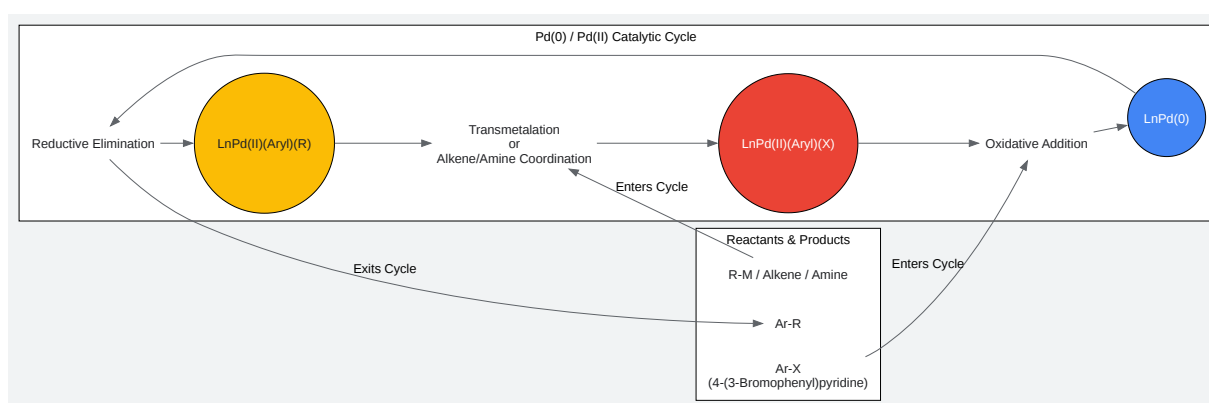 Pd(0) / Pd(II) Catalytic Cycle
Reductive Elimination
LnPd(II)(Aryl)(R)
Transmetalation
or
Alkene/Amine Coordination
LnPd(II)(Aryl)(X)
Oxidative Addition
LnPd(0)
Enters Cycle
Reactants & Products
R-M / Alkene / Amine
Enters Cycle
Exits Cycle
Ar-R
Ar-X
(4-(3-Bromophenyl)pyridine)